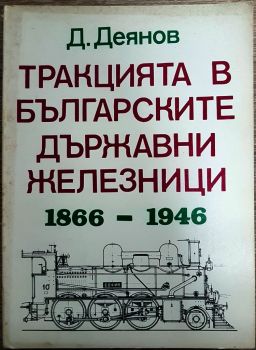 Д. Деянов
ТРАКЦИЯТА В
БЪЛГАРСКИТЕ
ДЪРЖАВНИ
ЖЕЛЕЗНИЦИ
1866 – 1946